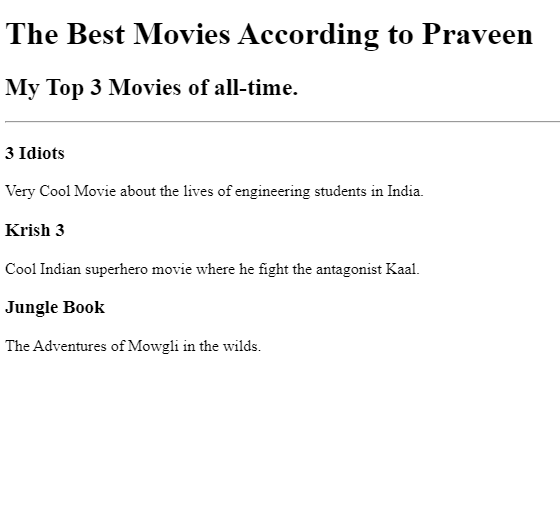 The Best Movies According to Praveen
My Top 3 Movies of all-time.
3 Idiots
Very Cool Movie about the lives of engineering students in India.
Krish 3
Cool Indian superhero movie where he fight the antagonist Kaal.
Jungle Book
The Adventures of Mowgli in the wilds.